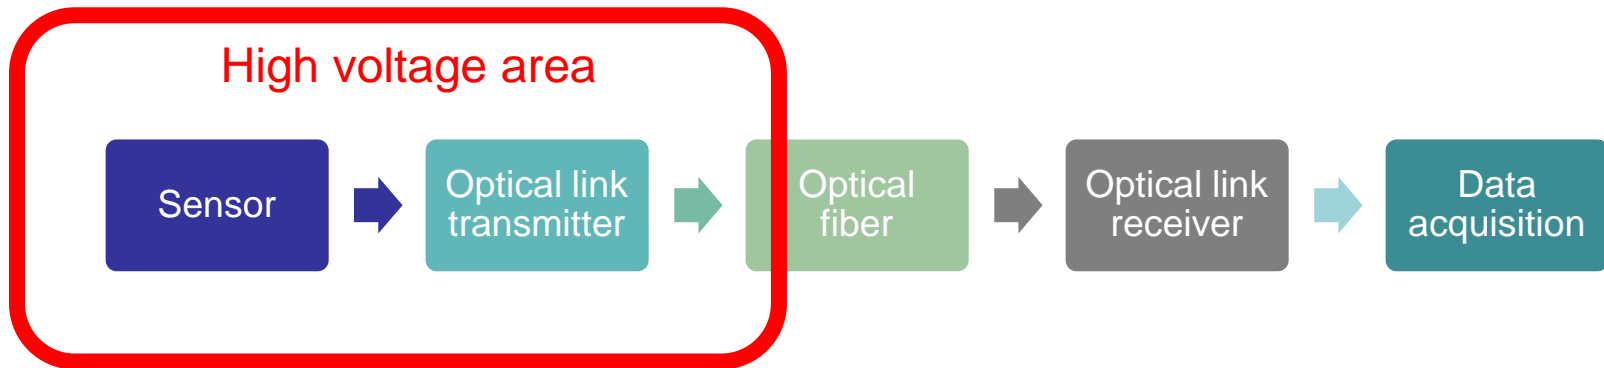 High voltage area
Sensor
Optical link
transmitter
Optical
fiber
Optical link
receiver
Data
acquisition